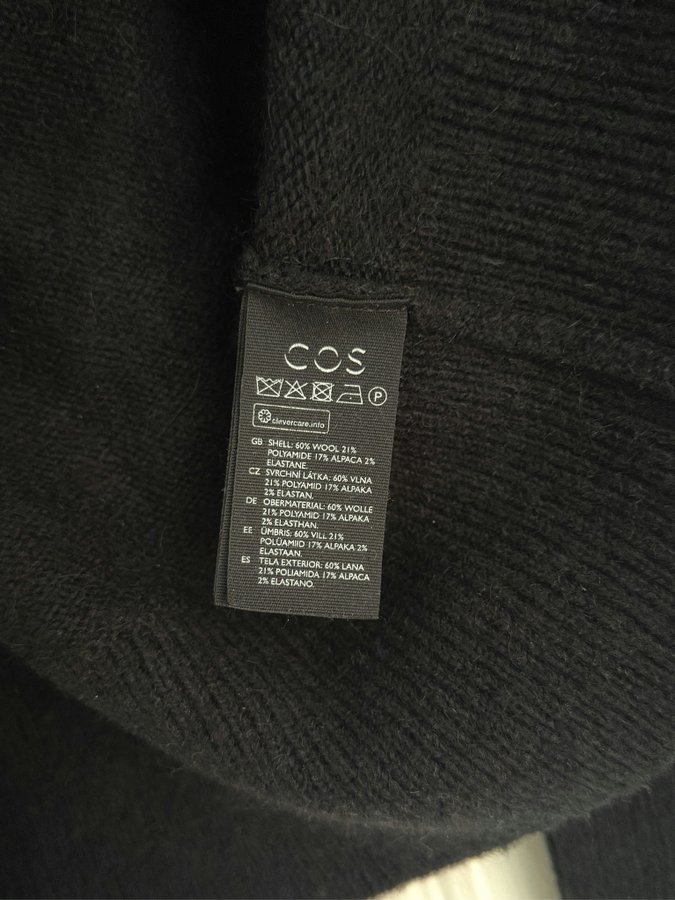 COS
P
clevercare.info
GB SHELL: 60% WOOL 21%
POLYAMIDE 17% ALPACA 2%
ELASTANE.
CZ SVRCHNÍ LÁTKA: 60% VLNA
21% POLYAMID 17% ALPAKA
2% ELASTAN.
DE OBERMATERIAL: 60% WOLLE
21% POLYAMID 17% ALPAKA
2% ELASTHAN.
EE ÜMBRIS: 60% VILL 21%
POLÜAMIID 17% ALPAKA 2%
ELASTAAN.
ES TELA EXTERIOR: 60% LANA
21% POLIAMIDA 17% ALPACA
2% ELASTANO.